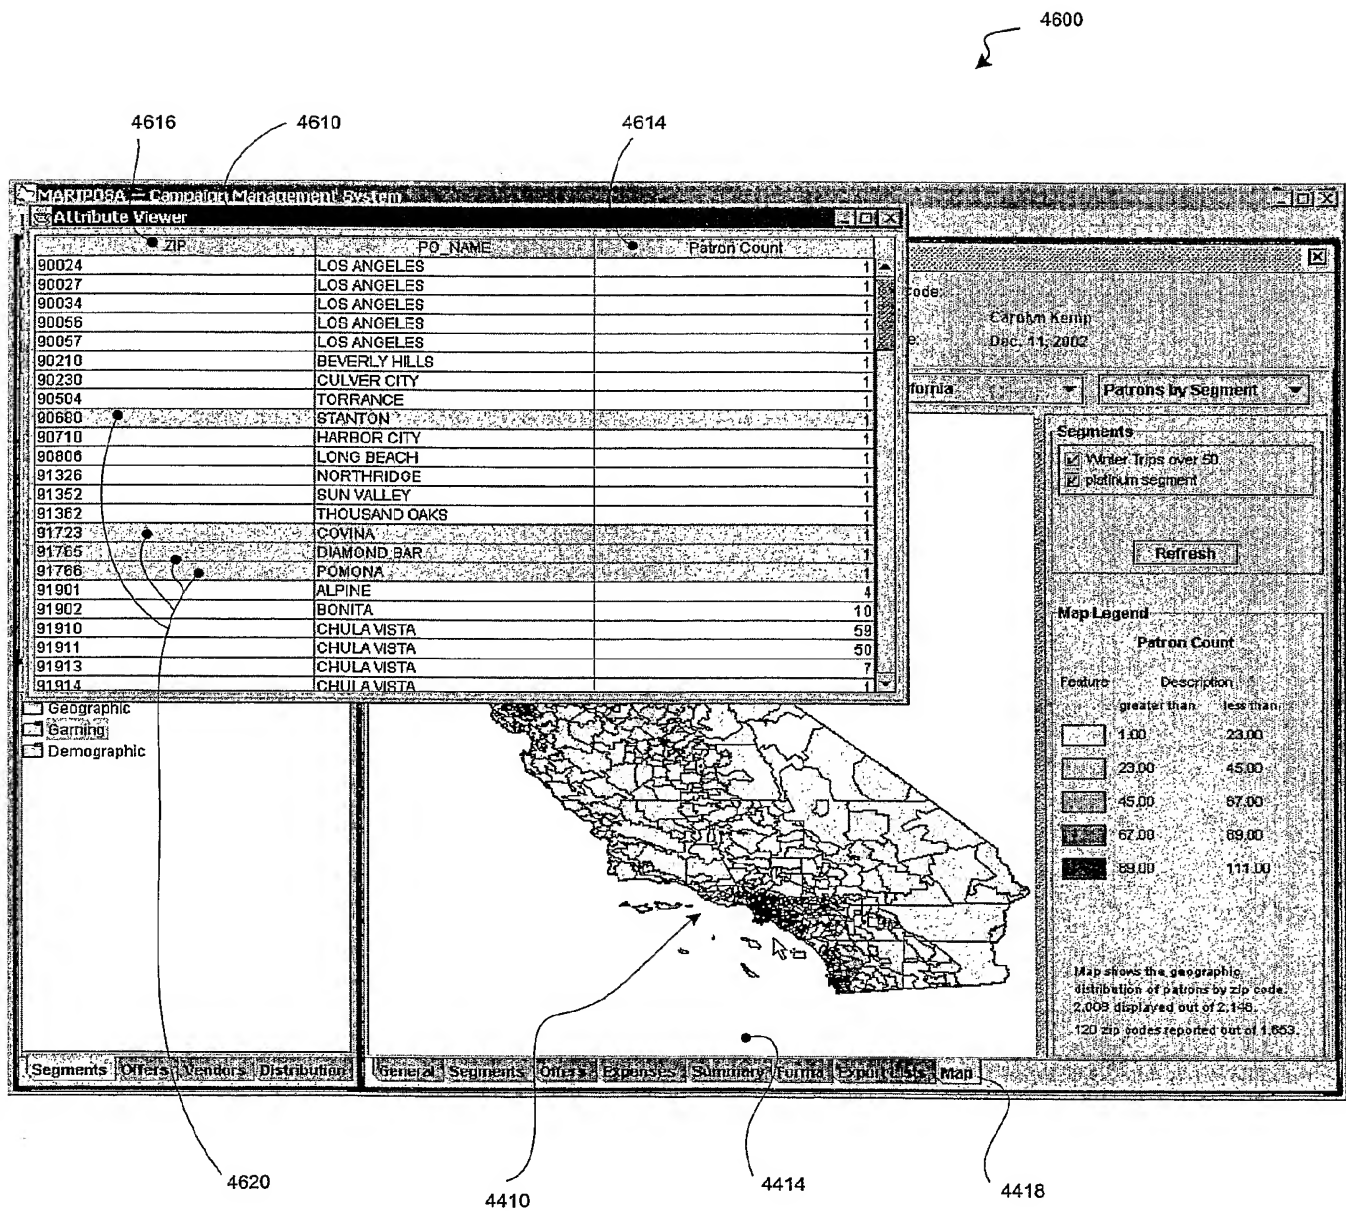 4600
4616 4610 4614
MARIPOSA - Campaign Management System
Attribute Viewer
ZIP PO_NAME Patron Count
90024 LOS ANGELES 1
90027 LOS ANGELES 1
90034 LOS ANGELES 1
90056 LOS ANGELES 1
90057 LOS ANGELES 1
90210 BEVERLY HILLS 1
90230 CULVER CITY 1
90504 TORRANCE 1
90680 STANTON 1
90710 HARBOR CITY 1
90806 LONG BEACH 1
91326 NORTHRIDGE 1
91352 SUN VALLEY 1
91362 THOUSAND OAKS 1
91723 COVINA 1
91765 DIAMOND BAR 1
91766 POMONA 1
91901 ALPINE 4
91902 BONITA 10
91910 CHULA VISTA 59
91911 CHULA VISTA 50
91913 CHULA VISTA 7
91914 CHULA VISTA 1
Code:
Carolyn Kemp
e: Dec. 11, 2002
fornia Patrons by Segment
Segments
Winter Trips over 50
platinum segment
Refresh
Map Legend
Patron Count
Feature Description
greater than less than
1.00 23.00
23.00 45.00
45.00 67.00
67.00 89.00
89.00 111.00
Map shows the geographic
distribution of patrons by zip code.
2,003 displayed out of 2,148.
120 zip codes reported out of 1,653.
Geographic
Gaming
Demographic
Segments Offers Vendors Distribution
General Segments Offers Expenses Summary Export Lists Map
4620 4410 4414 4418